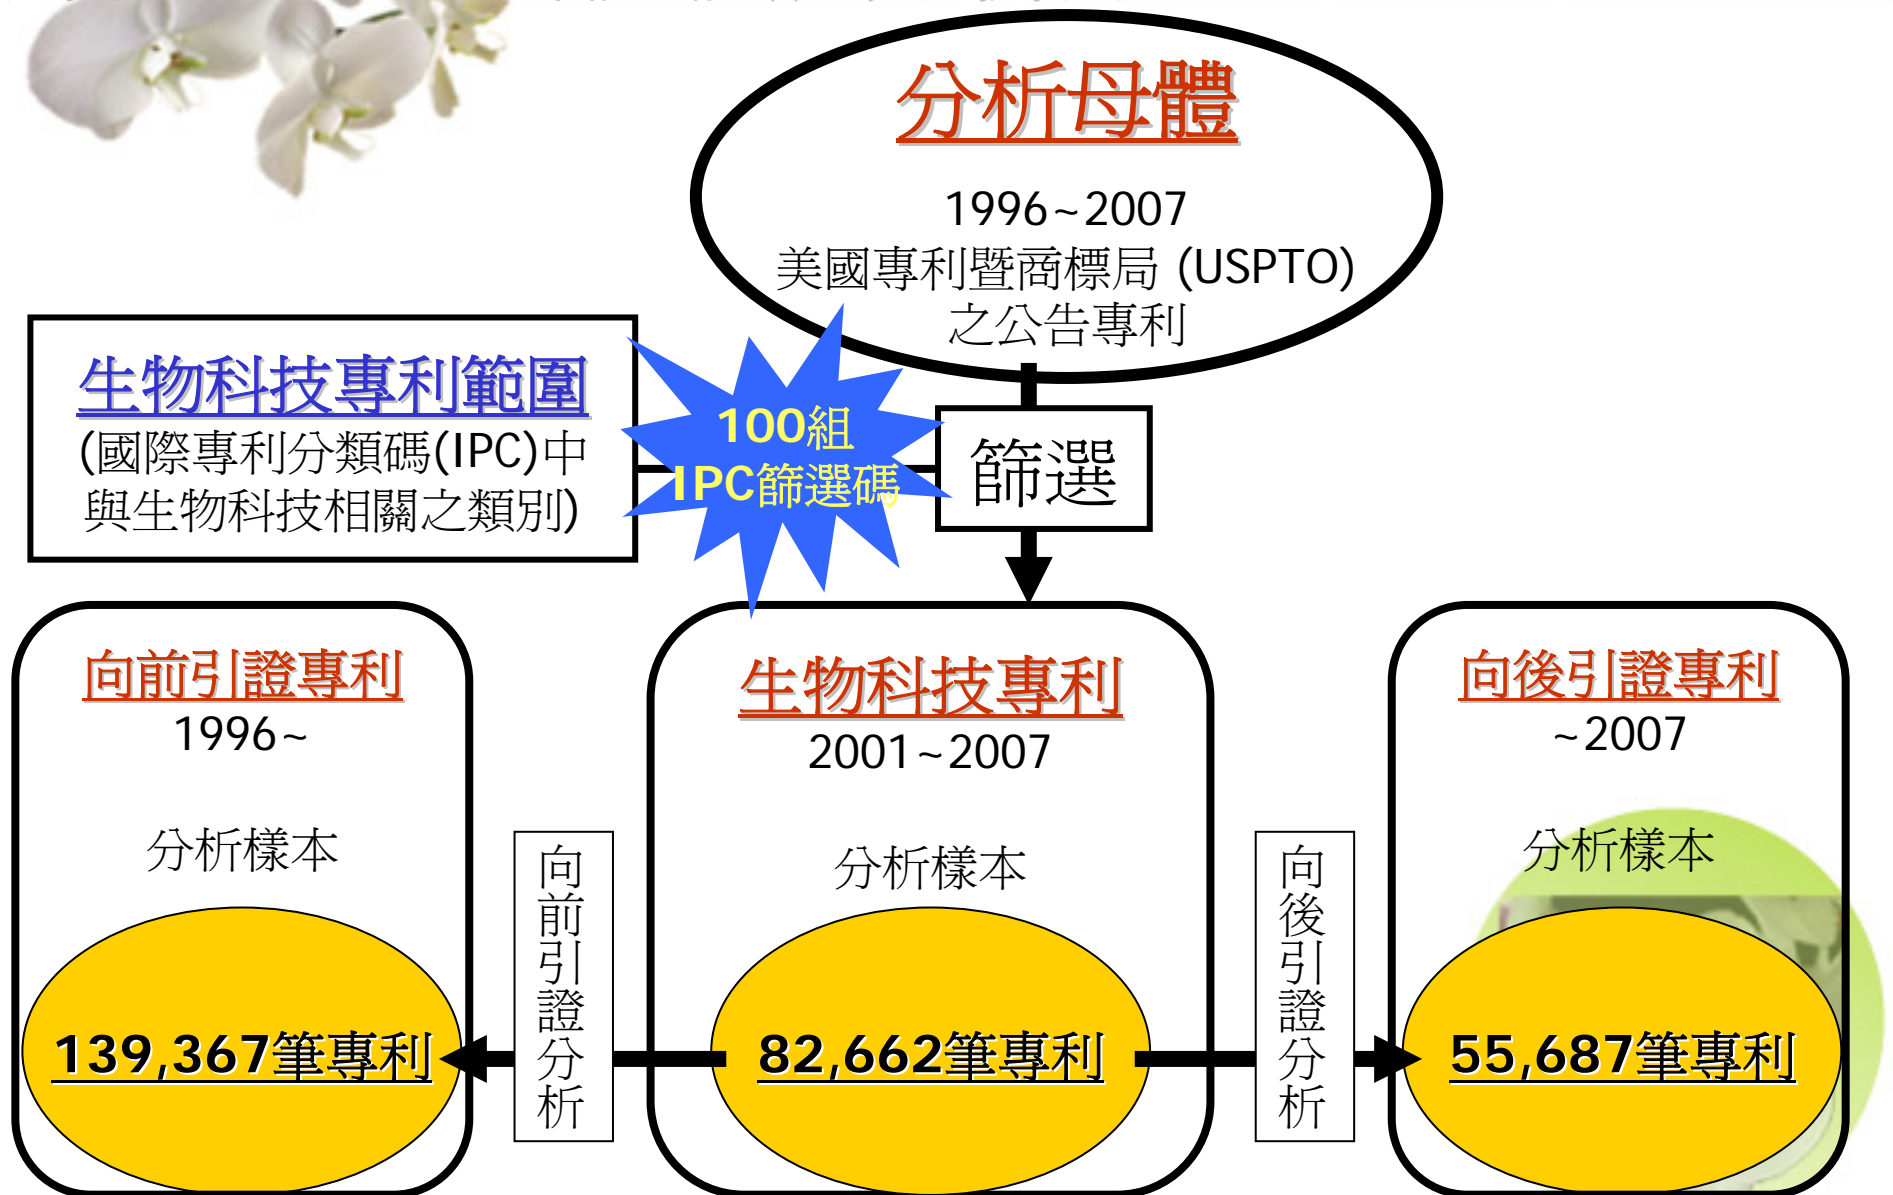 分析母體
1996~2007
美國專利暨商標局 (USPTO)
之公告專利
生物科技專利範圍
(國際專利分類碼(IPC)中
與生物科技相關之類別)
100組
IPC篩選碼
篩選
向前引證專利
1996~
分析樣本
139,367筆專利
向前引證分析
生物科技專利
2001~2007
分析樣本
82,662筆專利
向後引證分析
向後引證專利
~2007
分析樣本
55,687筆專利